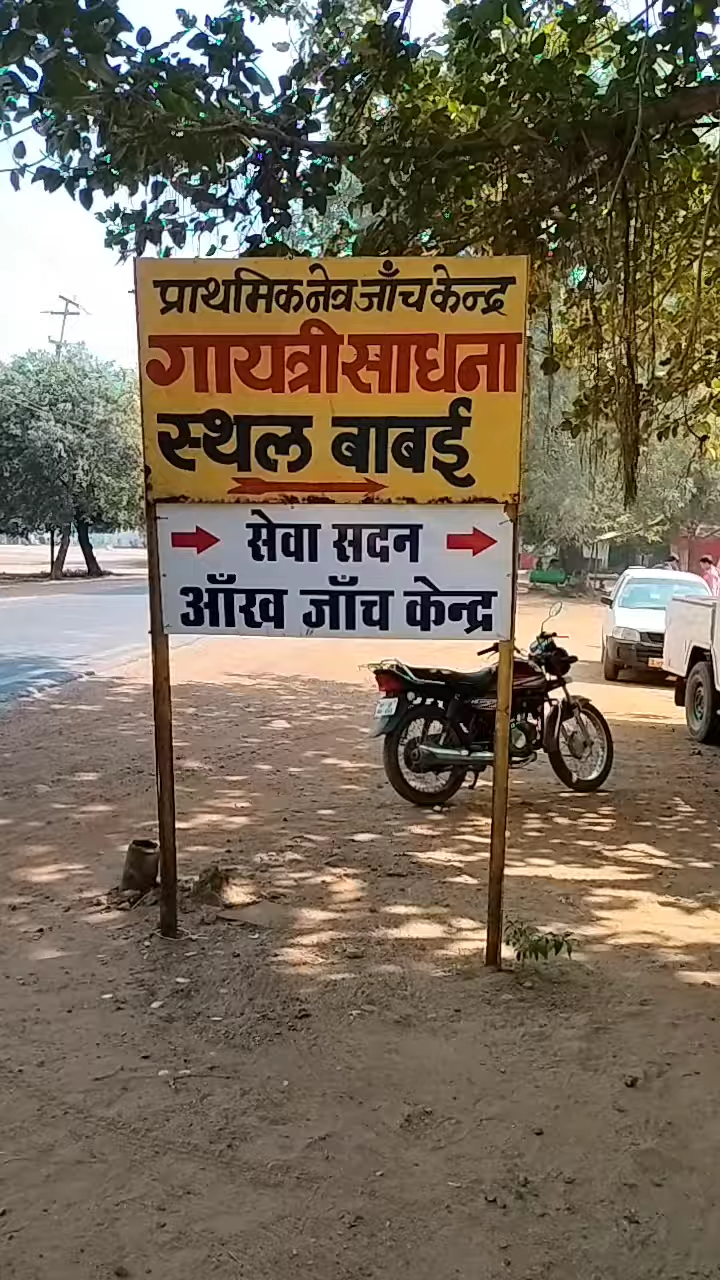 प्राथमिक नेत्र जाँच केन्द्र
गायत्री साधना
स्थल बाबई
सेवा सदन
आँख जाँच केन्द्र